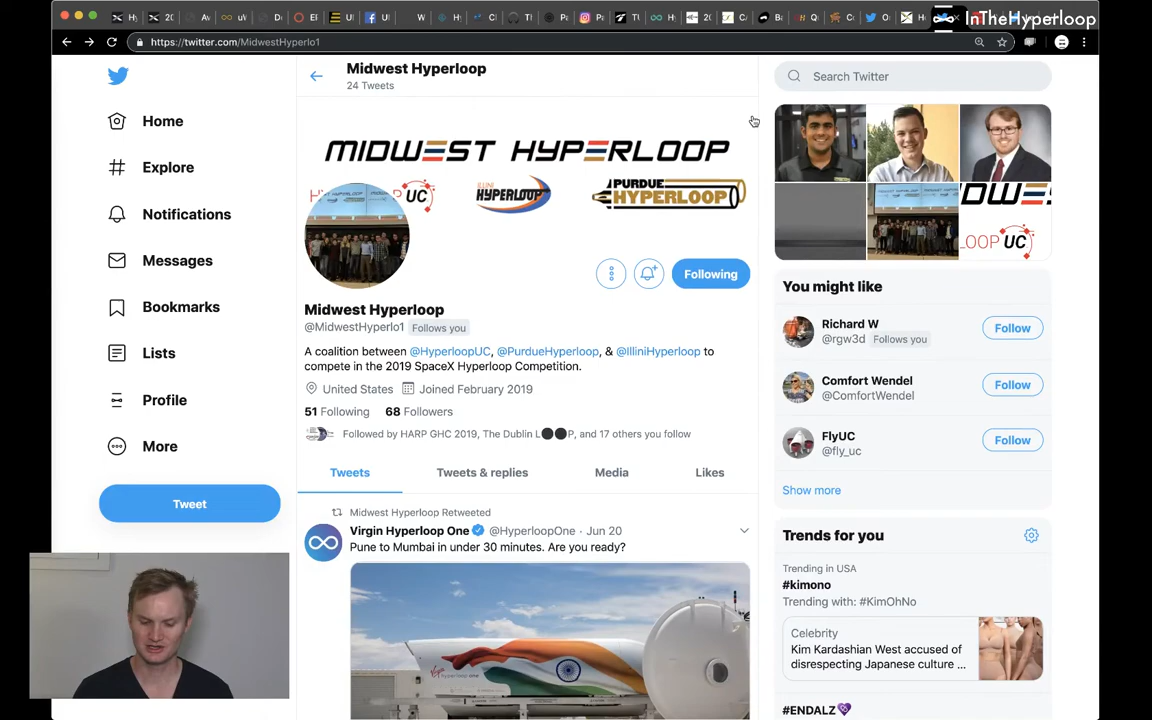 20
U
W
InTheHyperloop
https://twitter.com/MidwestHyperlo1
Midwest Hyperloop
24 Tweets
Search Twitter
Home
Explore
Notifications
Messages
Bookmarks
Lists
Profile
More
Tweet
MIDWEST HYPERLOOP
UC
ILLINI
HYPERLOOP
PURDUE
HYPERLOOP
Following
Midwest Hyperloop
@MidwestHyperlo1 Follows you
A coalition between @HyperloopUC, @PurdueHyperloop, & @IlliniHyperloop to
compete in the 2019 SpaceX Hyperloop Competition.
United States Joined February 2019
51 Following 68 Followers
Followed by HARP GHC 2019, The Dublin L⚫⚫P, and 17 others you follow
Tweets Tweets & replies Media Likes
Midwest Hyperloop Retweeted
Virgin Hyperloop One @HyperloopOne · Jun 20
Pune to Mumbai in under 30 minutes. Are you ready?
LOOP UC
You might like
Richard W
@rgw3d Follows you
Follow
Comfort Wendel
@ComfortWendel
Follow
FlyUC
@fly_uc
Follow
Show more
Trends for you
Trending in USA
#kimono
Trending with: #KimOhNo
Celebrity
Kim Kardashian West accused of
disrespecting Japanese culture ...
#ENDALZ💜